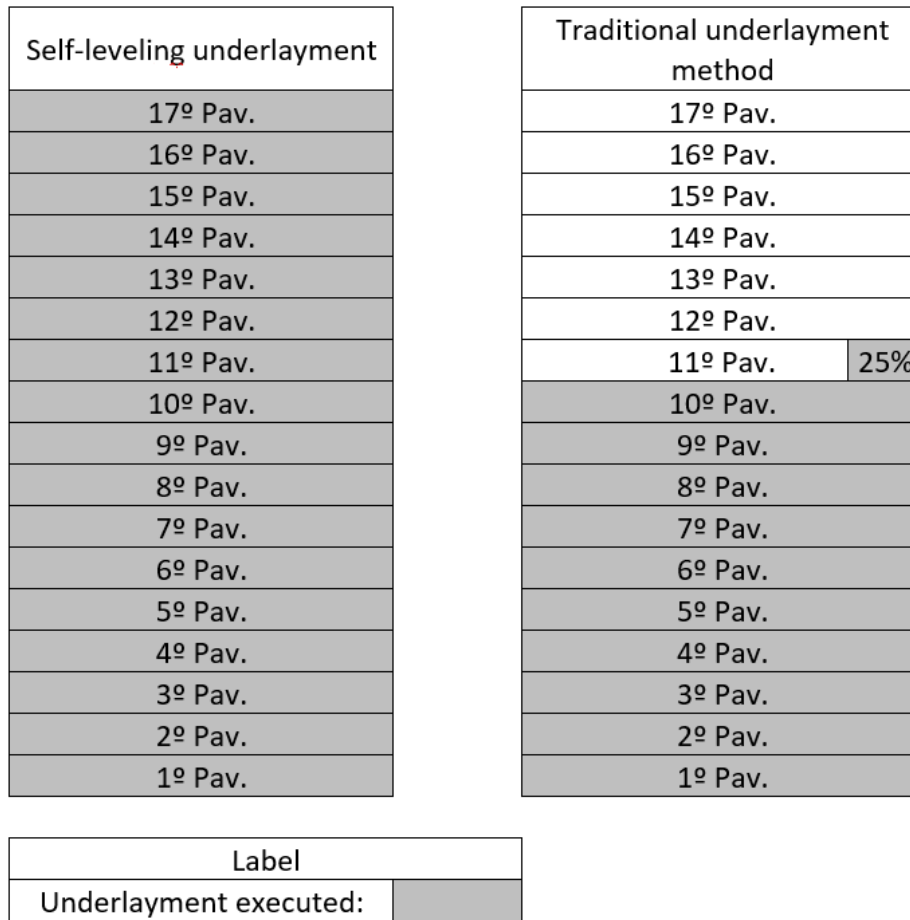 Self-leveling underlayment
17º Pav.
16º Pav.
15º Pav.
14º Pav.
13º Pav.
12º Pav.
11º Pav.
10º Pav.
9º Pav.
8º Pav.
7º Pav.
6º Pav.
5º Pav.
4º Pav.
3º Pav.
2º Pav.
1º Pav.
Traditional underlayment
method
17º Pav.
16º Pav.
15º Pav.
14º Pav.
13º Pav.
12º Pav.
11º Pav. 25%
10º Pav.
9º Pav.
8º Pav.
7º Pav.
6º Pav.
5º Pav.
4º Pav.
3º Pav.
2º Pav.
1º Pav.
Label
Underlayment executed: